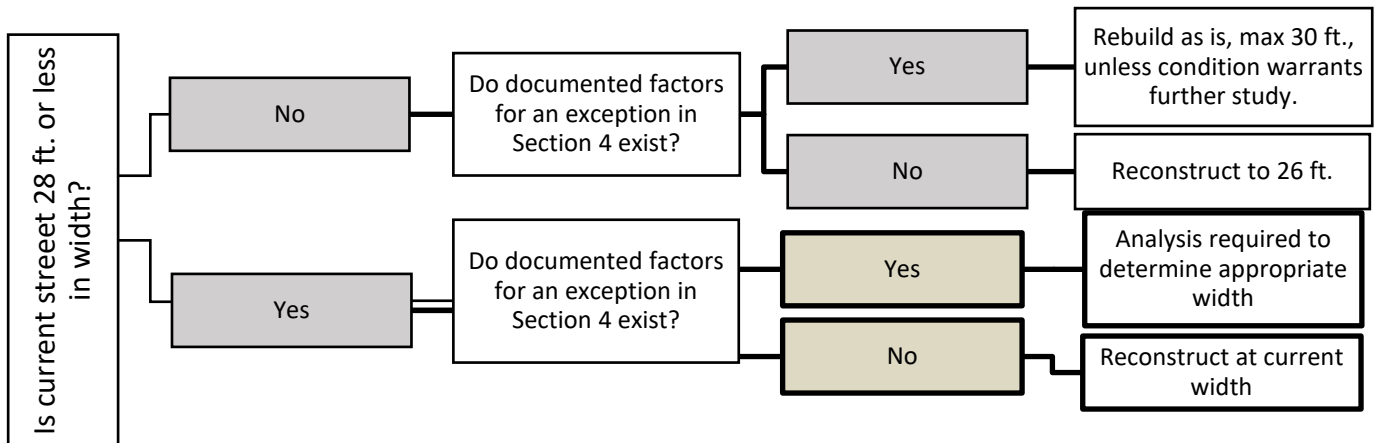 Is current streeet 28 ft. or less
in width?
No
Do documented factors
for an exception in
Section 4 exist?
Yes
Rebuild as is, max 30 ft.,
unless condition warrants
further study.
No
Reconstruct to 26 ft.
Yes
Do documented factors
for an exception in
Section 4 exist?
Yes
Analysis required to
determine appropriate
width
No
Reconstruct at current
width